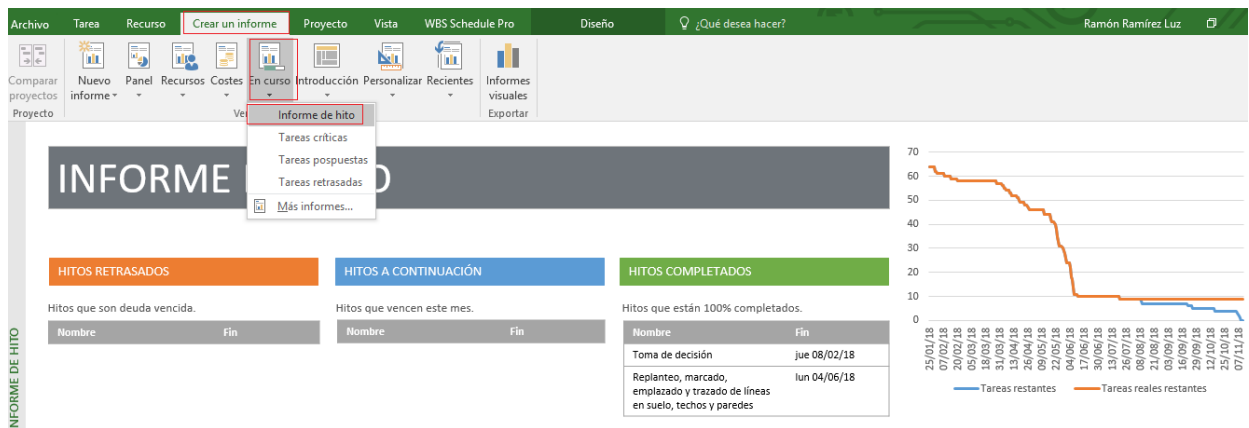 Archivo Tarea Recurso Crear un informe Proyecto Vista WBS Schedule Pro Diseño ¿Qué desea hacer? Ramón Ramírez Luz
Comparar proyectos
Nuevo informe
Panel
Recursos
Costes
En curso
Introducción
Personalizar
Recientes
Informes visuales
Proyecto
Ve
Exportar
Informe de hito
Tareas críticas
Tareas pospuestas
Tareas retrasadas
Más informes...
INFORME
O
HITOS RETRASADOS
Hitos que son deuda vencida.
Nombre Fin
HITOS A CONTINUACIÓN
Hitos que vencen este mes.
Nombre Fin
HITOS COMPLETADOS
Hitos que están 100% completados.
Nombre Fin
Toma de decisión jue 08/02/18
Replanteo, marcado, lun 04/06/18
emplazado y trazado de líneas
en suelo, techos y paredes
70
60
50
40
30
20
10
0
25/01/18
07/02/18
20/02/18
05/03/18
18/03/18
31/03/18
13/04/18
26/04/18
09/05/18
22/05/18
04/06/18
17/06/18
30/06/18
13/07/18
26/07/18
08/08/18
21/08/18
03/09/18
16/09/18
29/09/18
12/10/18
25/10/18
07/11/18
Tareas restantes Tareas reales restantes
NFORME DE HITO